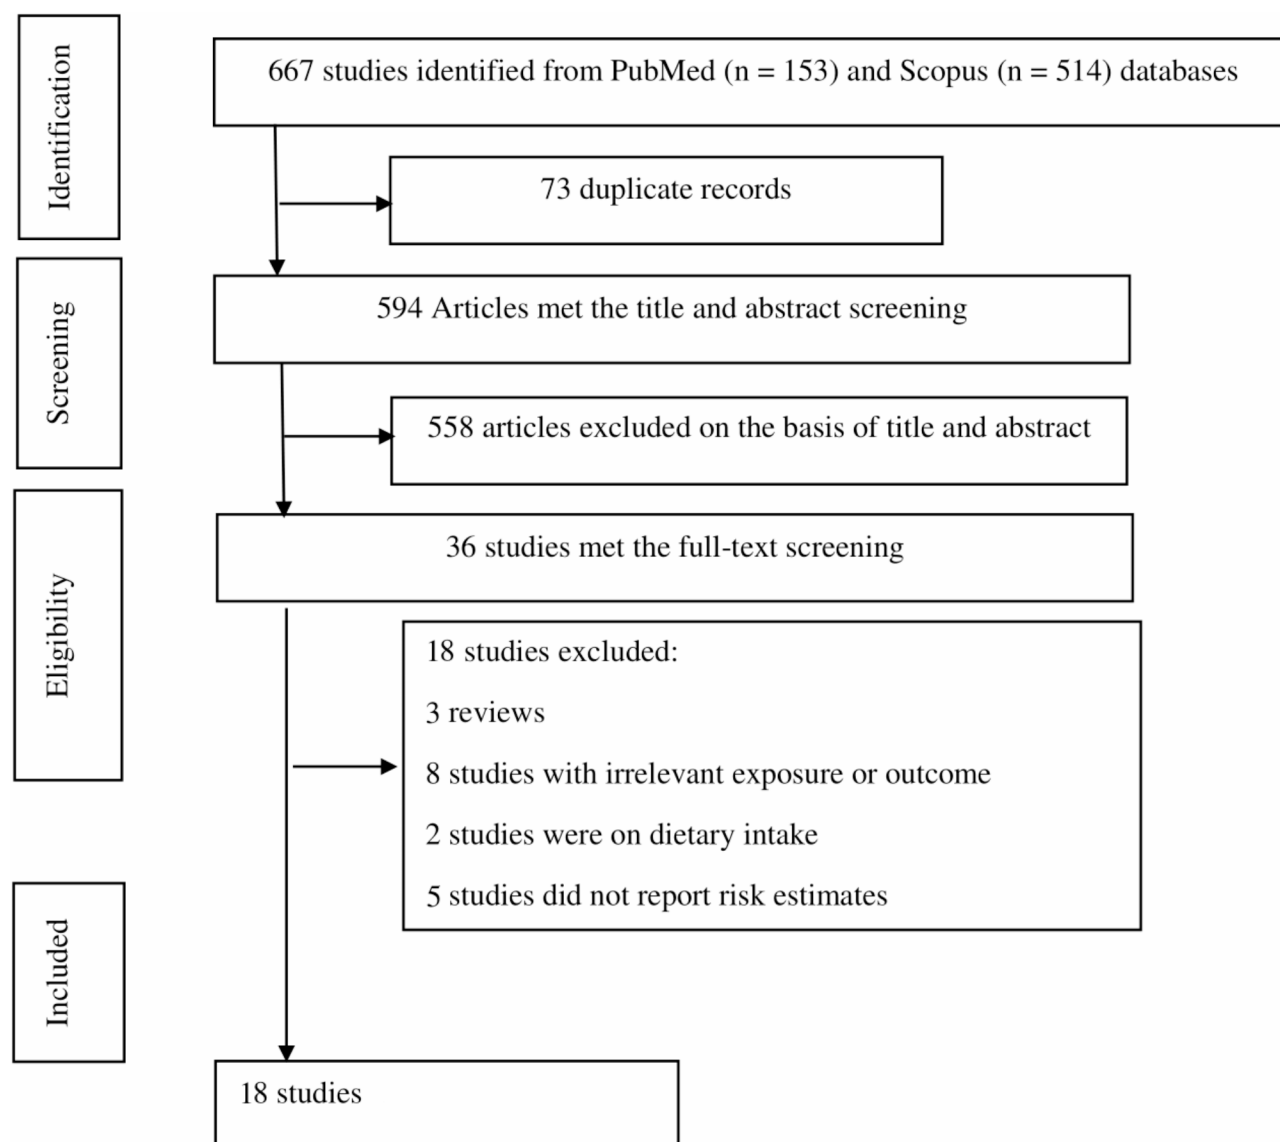 Identification
667 studies identified from PubMed (n = 153) and Scopus (n = 514) databases
73 duplicate records
Screening
594 Articles met the title and abstract screening
558 articles excluded on the basis of title and abstract
Eligibility
36 studies met the full-text screening
18 studies excluded:
3 reviews
8 studies with irrelevant exposure or outcome
2 studies were on dietary intake
5 studies did not report risk estimates
Included
18 studies